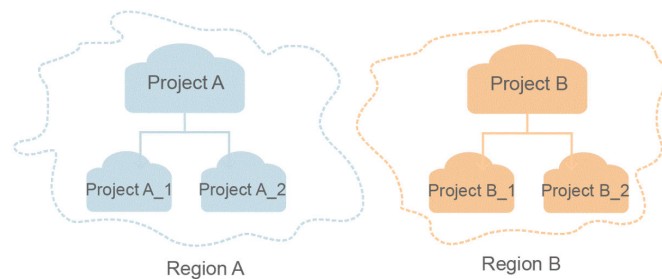 Project A
Project B
Project A_1
Project A_2
Project B_1
Project B_2
Region A
Region B